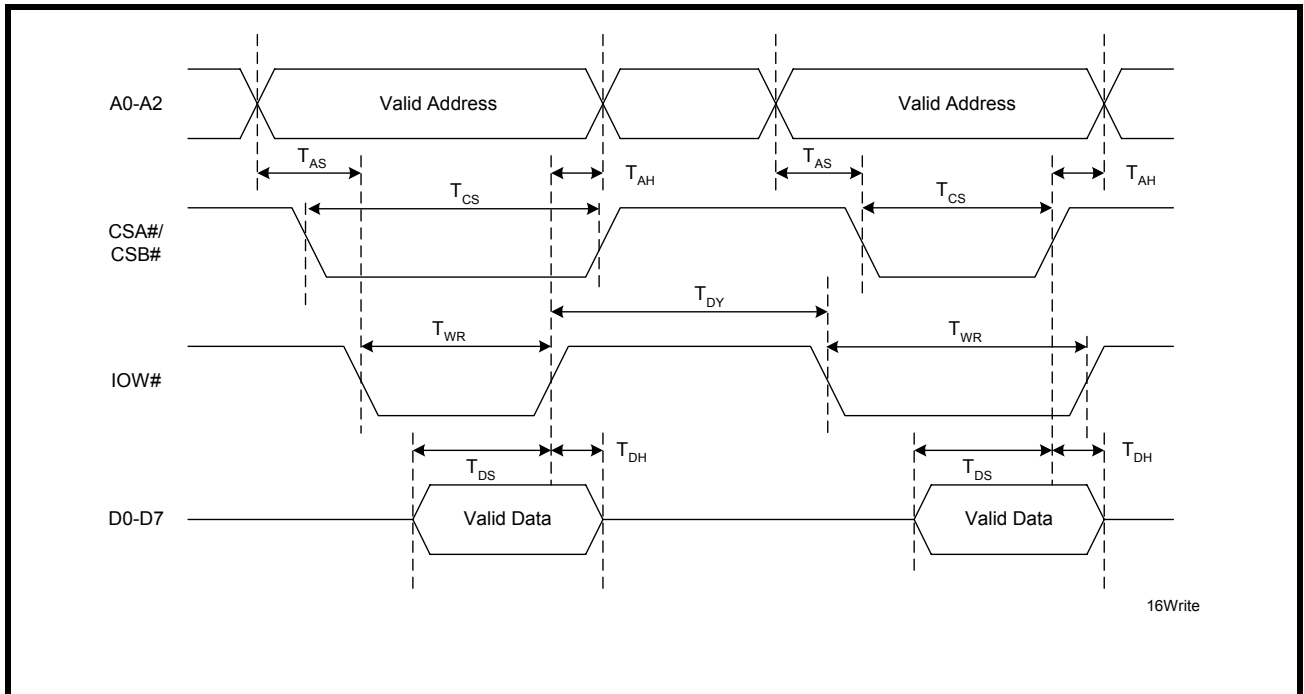 A0-A2
Valid Address
Valid Address
TAS
TAH
TAS
TAH
TCS
TCS
CSA#/
CSB#
TDY
TWR
TWR
IOW#
TDS
TDH
TDS
TDH
D0-D7
Valid Data
Valid Data
16Write